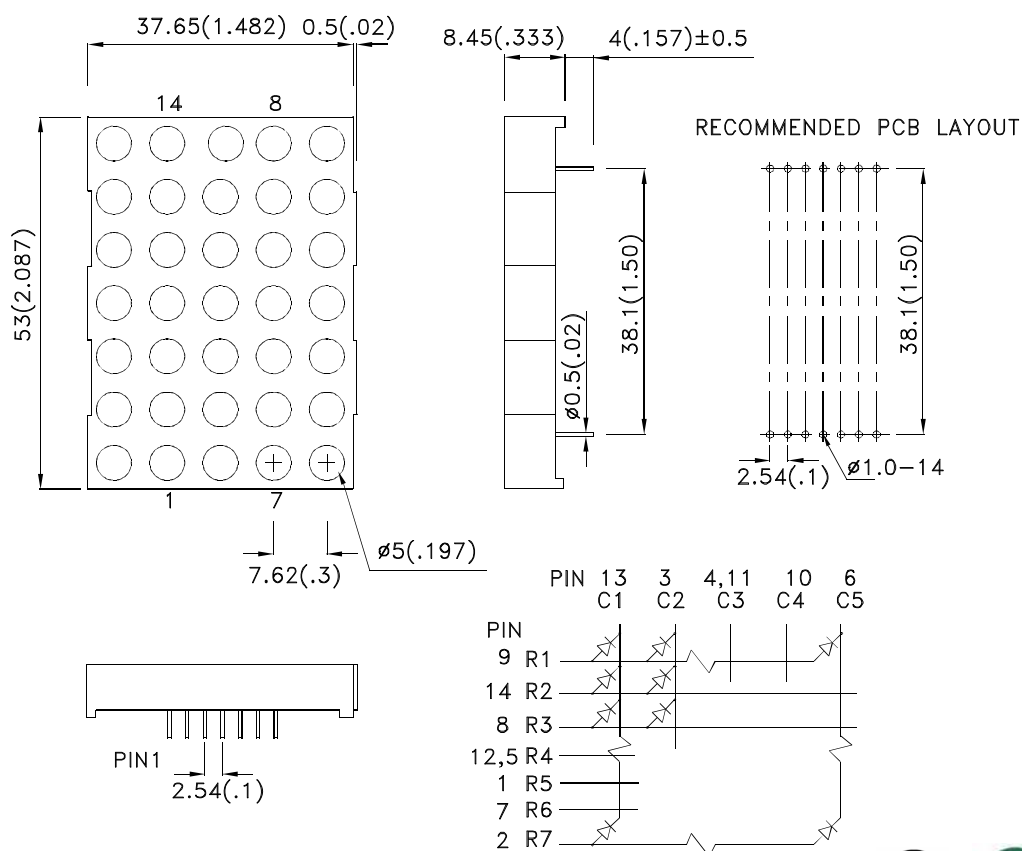 37.65(1.482) 0.5(.02)
8.45(.333) 4(.157)±0.5
14 8
RECOMMENDED PCB LAYOUT
53(2.087)
38.1(1.50)
38.1(1.50)
ø0.5(.02)
2.54(.1) ø1.0-14
1 7
ø5(.197)
7.62(.3)
PIN 13 3 4,11 10 6
C1 C2 C3 C4 C5
PIN
9 R1
14 R2
8 R3
12,5 R4
1 R5
7 R6
2 R7
PIN1
2.54(.1)